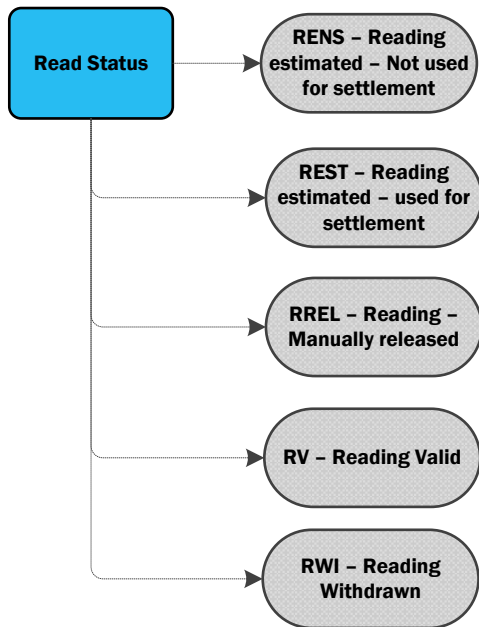 Read Status
RENS – Reading
estimated – Not used
for settlement
REST – Reading
estimated – used for
settlement
RREL – Reading –
Manually released
RV – Reading Valid
RWI – Reading
Withdrawn